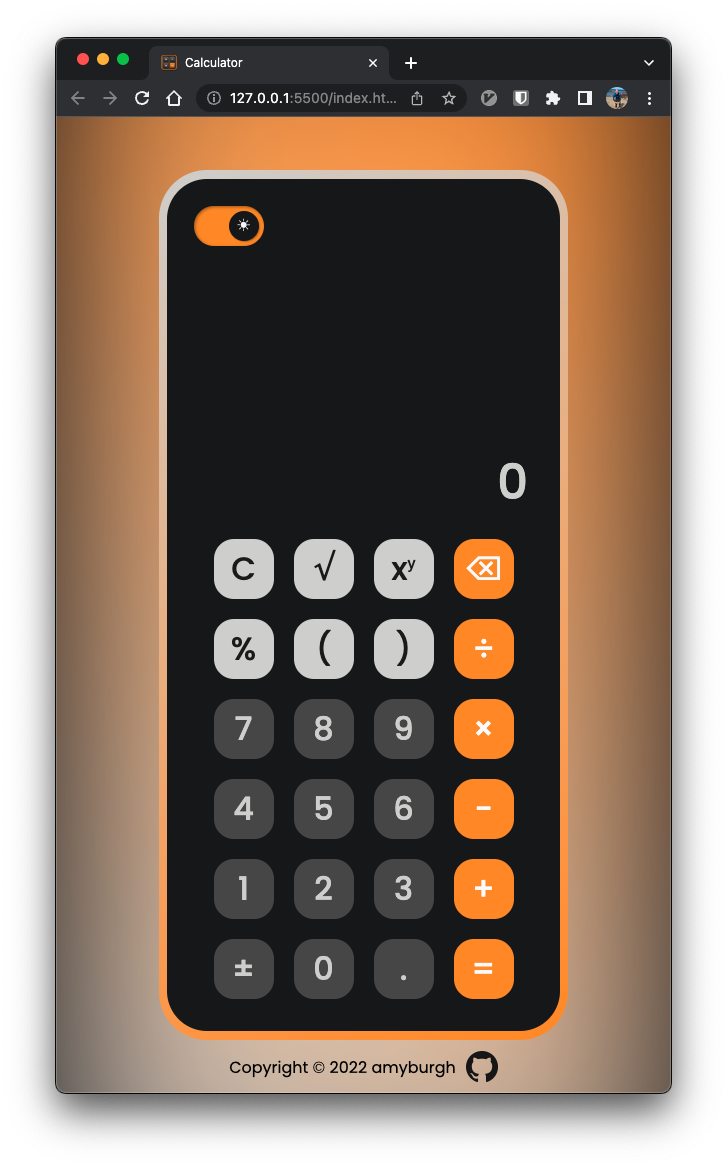 Calculator
127.0.0.1:5500/index.ht...
0
C √ xʸ
% ( ) ÷
7 8 9 ×
4 5 6 -
1 2 3 +
± 0 . =
Copyright © 2022 amyburgh